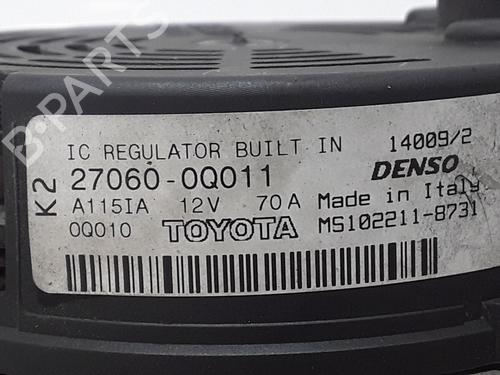 B-PARTS
IC REGULATOR BUILT IN 14009/2
K2 27060-0Q011 DENSO
A115IA 12V 70A Made in Italy
0Q010 TOYOTA MS102211-8731